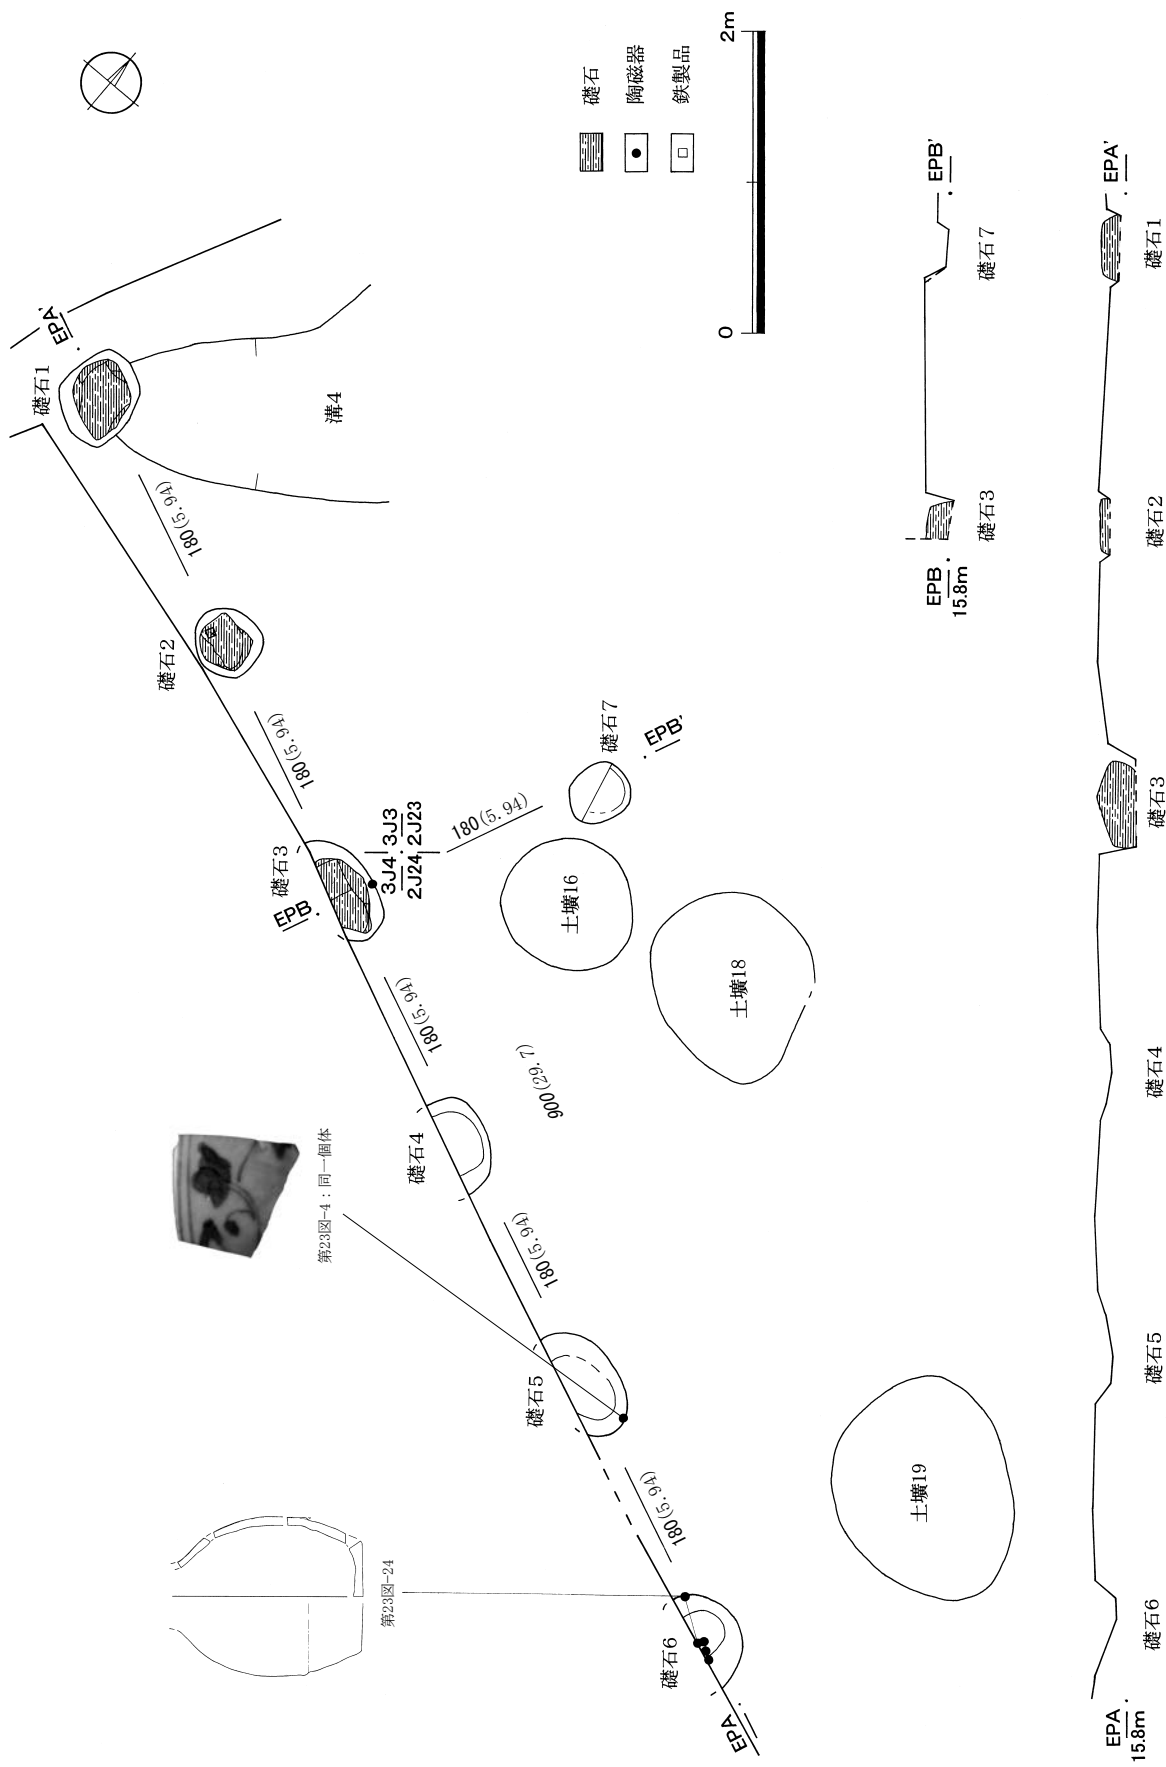 2m
0
礎石
陶磁器
鉄製品
EPA'
礎石1
溝4
180(5.94)
礎石2
180(5.94)
礎石3
EPB
3J4 3J3
2J24 2J23
180(5.94)
礎石7
EPB'
土壙16
土壙18
180(5.94)
900(29.7)
礎石4
第23図-4：同一個体
180(5.94)
礎石5
180(5.94)
土壙19
第23図-24
礎石6
EPA
EPB
15.8m
礎石3
礎石7
EPB'
EPA
15.8m
礎石6
礎石5
礎石4
礎石3
礎石2
礎石1
EPA'